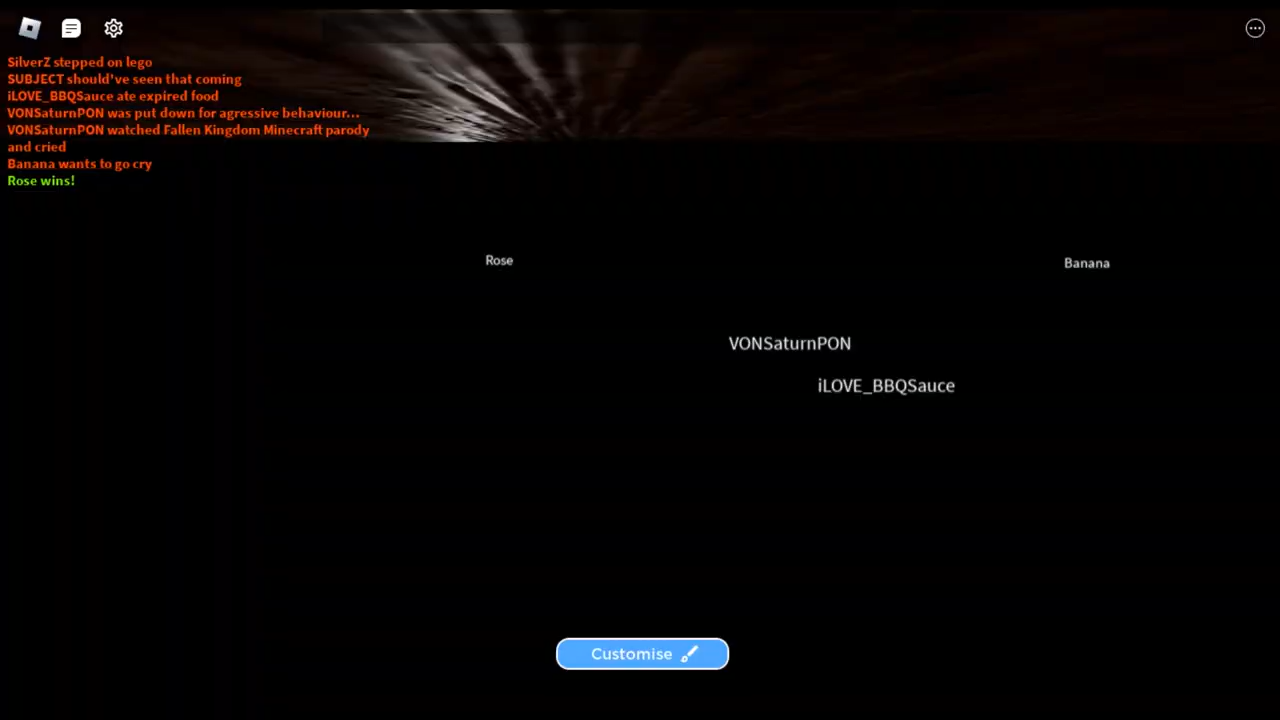 SilverZ stepped on lego
SUBJECT should've seen that coming
iLOVE_BBQSauce ate expired food
VONSaturnPON was put down for agressive behaviour...
VONSaturnPON watched Fallen Kingdom Minecraft parody
and cried
Banana wants to go cry
Rose wins!
Rose
Banana
VONSaturnPON
iLOVE_BBQSauce
Customise